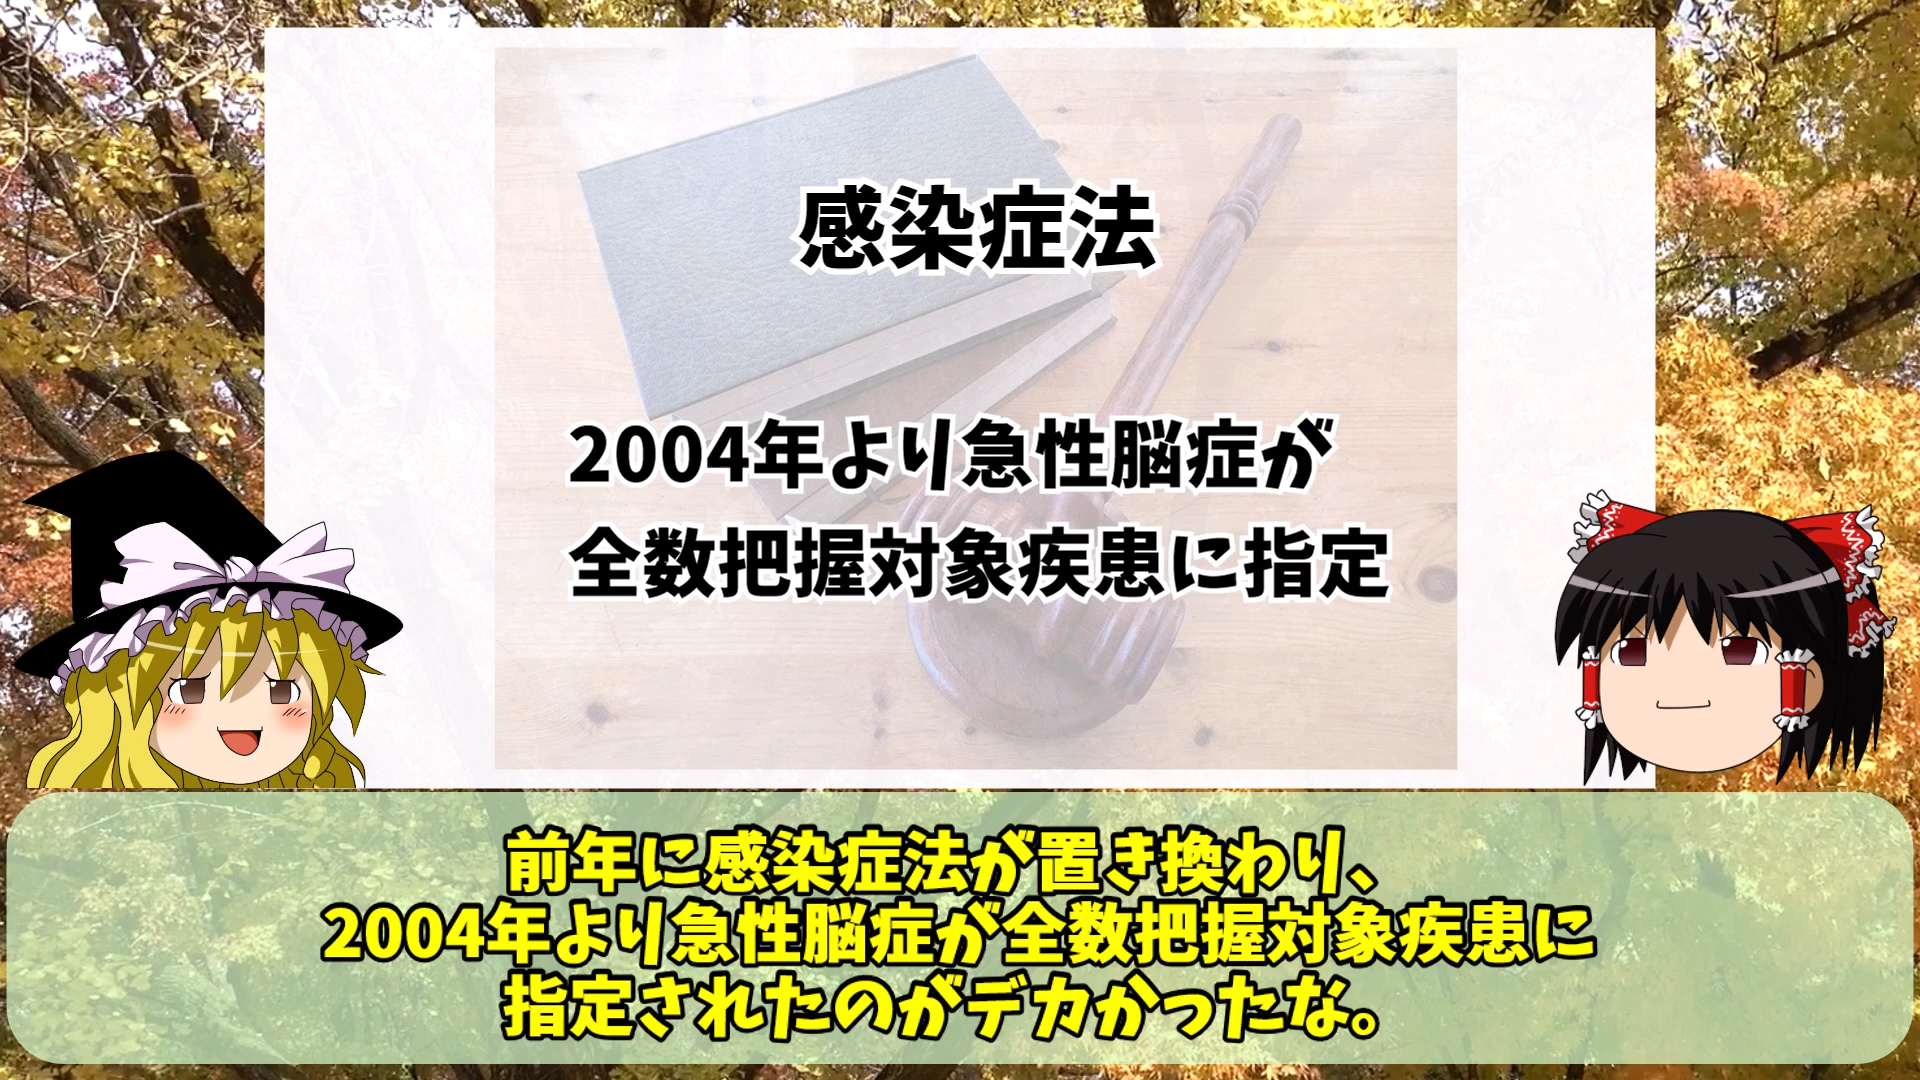 感染症法
2004年より急性脳症が
全数把握対象疾患に指定
前年に感染症法が置き換わり、
2004年より急性脳症が全数把握対象疾患に
指定されたのがデカかったな。